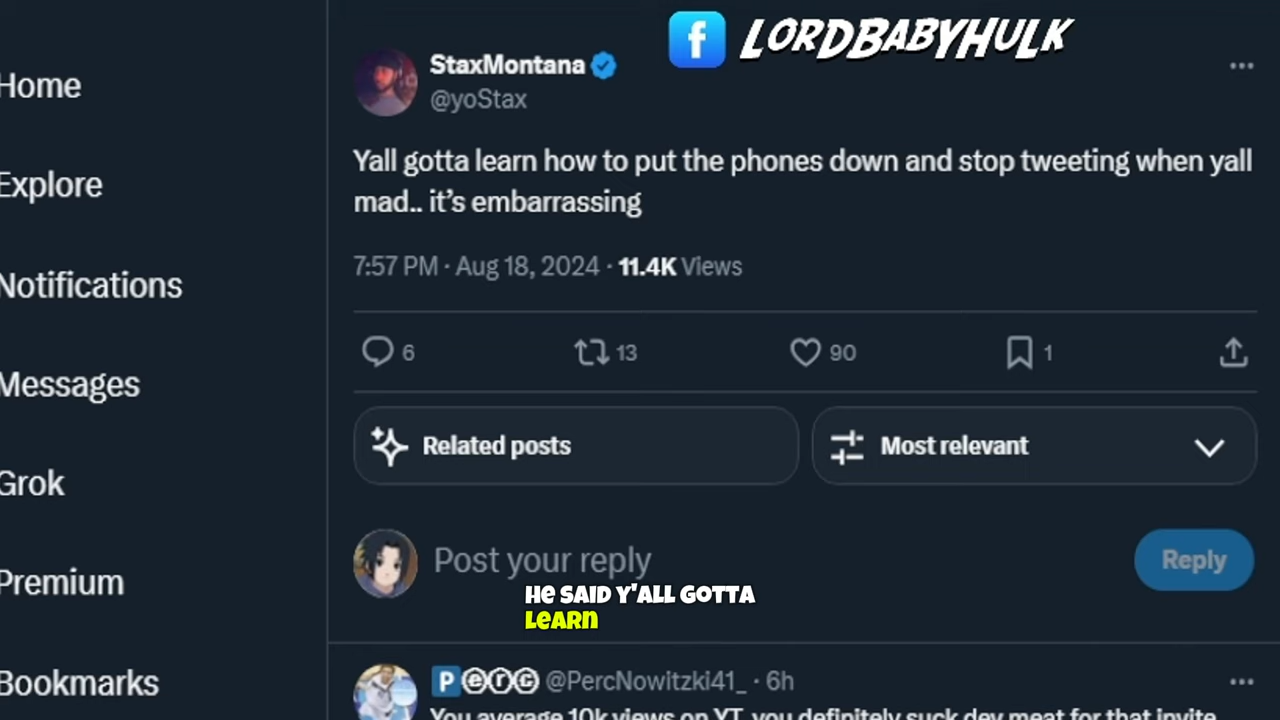 LORDBABYHULK
Home
Explore
Notifications
Messages
Grok
Premium
Bookmarks
StaxMontana
@yoStax
Yall gotta learn how to put the phones down and stop tweeting when yall
mad.. it’s embarrassing
7:57 PM · Aug 18, 2024 · 11.4K Views
6 13 90 1
Related posts Most relevant
Post your reply Reply
He said y'all gotta
learn
Perc @PercNowitzki41_ · 6h
You average 10k views on YT, you definitely suck dev meat for that invite